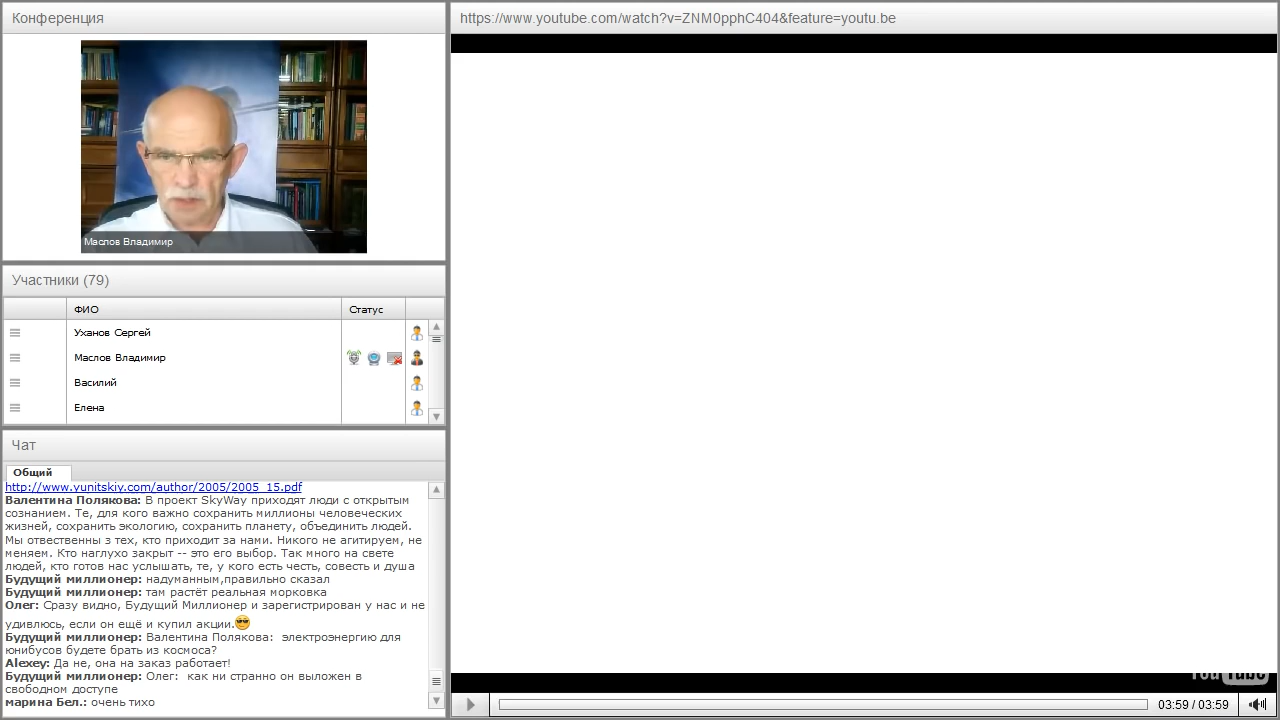 Конференция
https://www.youtube.com/watch?v=ZNM0pphC404&feature=youtu.be
Маслов Владимир
Участники (79)
ФИО
Статус
Уханов Сергей
Маслов Владимир
Василий
Елена
Чат
Общий
http://www.yunitskiy.com/author/2005/2005_15.pdf
Валентина Полякова: В проект SkyWay приходят люди с открытым
сознанием. Те, для кого важно сохранить миллионы человеческих
жизней, сохранить экологию, сохранить планету, объединить людей.
Мы отвественны з тех, кто приходит за нами. Никого не агитируем, не
меняем. Кто наглухо закрыт -- это его выбор. Так много на свете
людей, кто готов нас услышать, те, у кого есть честь, совесть и душа
Будущий миллионер: надуманным,правильно сказал
Будущий миллионер: там растёт реальная морковка
Олег: Сразу видно, Будущий Миллионер и зарегистрирован у нас и не
удивлюсь, если он ещё и купил акции.
Будущий миллионер: Валентина Полякова:  электроэнергию для
юнибусов будете брать из космоса?
Alexey: Да не, она на заказ работает!
Будущий миллионер: Олег:  как ни странно он выложен в
свободном доступе
марина Бел.: очень тихо
YouTube
03:59 / 03:59